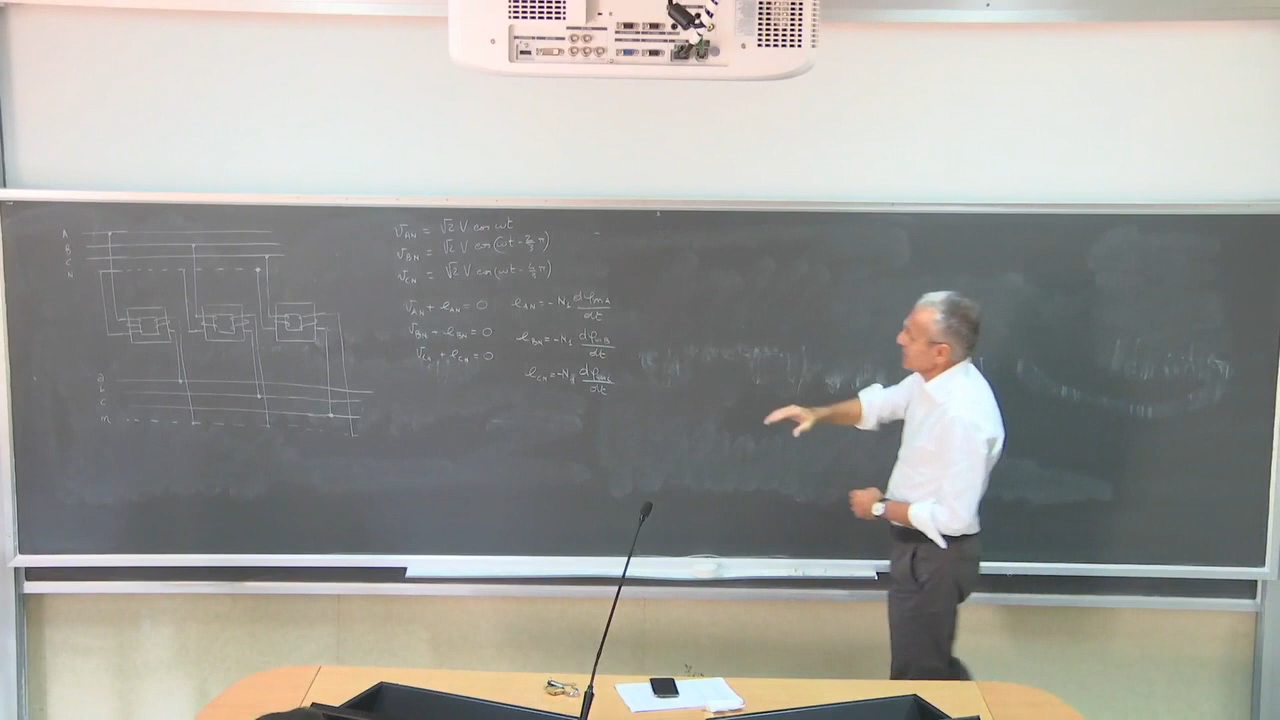 A
B
C
N
a
b
c
m
v_AN = √2 V cos ωt
v_BN = √2 V cos(ωt - 2/3 π)
v_CN = √2 V cos(ωt - 4/3 π)
v_AN + e_AN = 0 e_AN = -N_1 dφ_mA/dt
v_BN + e_BN = 0 e_BN = -N_1 dφ_mB/dt
v_CN + e_CN = 0 e_CN = -N_1 dφ_mC/dt